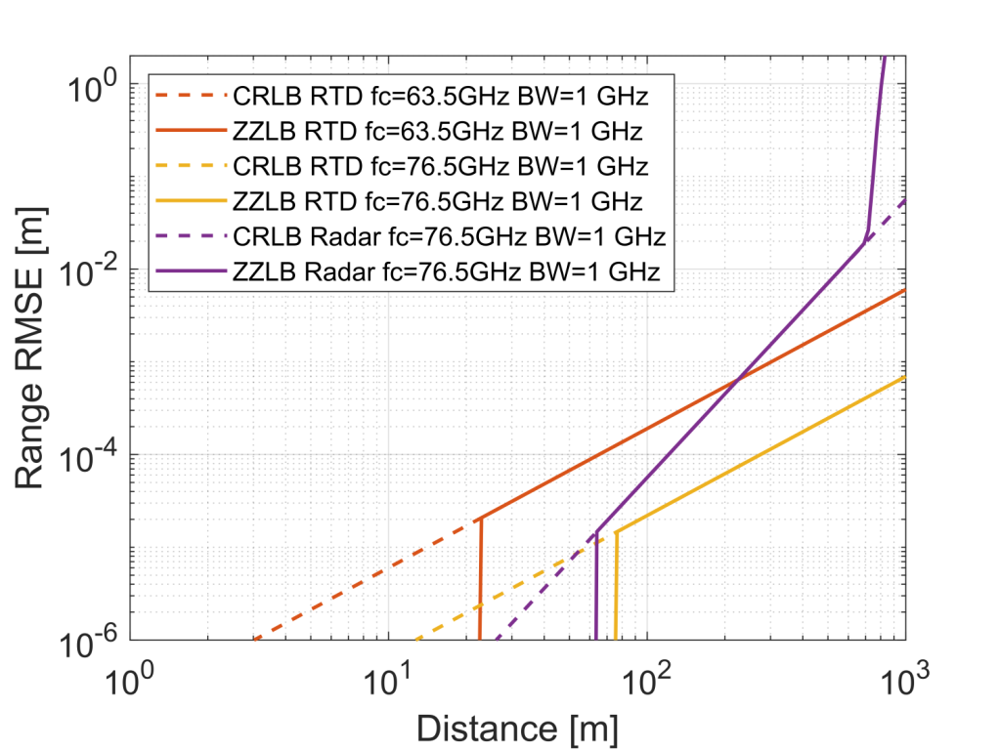 10^0
10^-2
10^-4
10^-6
Range RMSE [m]
CRLB RTD fc=63.5GHz BW=1 GHz
ZZLB RTD fc=63.5GHz BW=1 GHz
CRLB RTD fc=76.5GHz BW=1 GHz
ZZLB RTD fc=76.5GHz BW=1 GHz
CRLB Radar fc=76.5GHz BW=1 GHz
ZZLB Radar fc=76.5GHz BW=1 GHz
10^0 10^1 10^2 10^3
Distance [m]